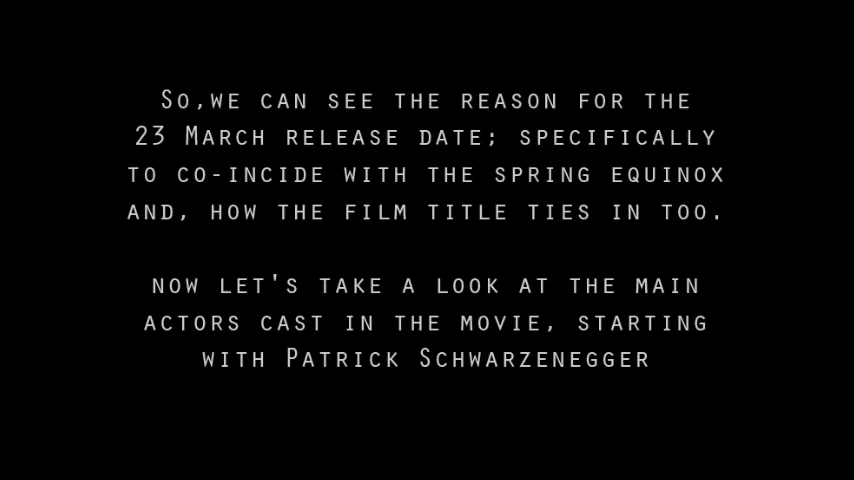 So,we can see the reason for the
23 March release date; specifically
to co-incide with the spring equinox
and, how the film title ties in too.
now let's take a look at the main
actors cast in the movie, starting
with Patrick Schwarzenegger